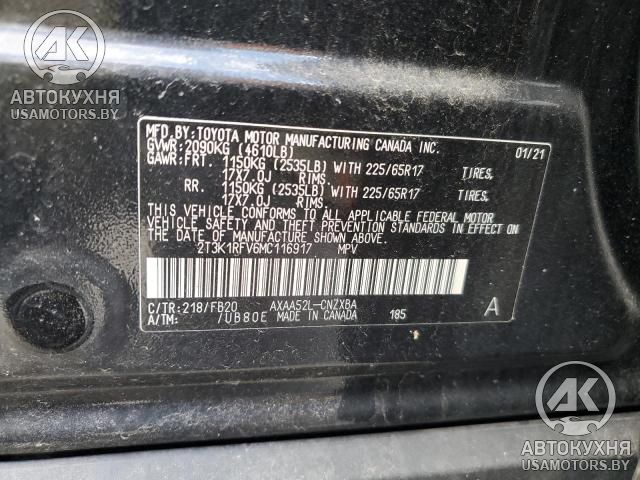 АК
АВТОКУХНЯ
USAMOTORS.BY
MFD.BY:TOYOTA MOTOR MANUFACTURING CANADA INC.
GVWR:2090KG (4610LB) 01/21
GAWR:FRT. 1150KG (2535LB) WITH 225/65R17 TIRES,
17X7.0J RIMS.
RR. 1150KG (2535LB) WITH 225/65R17 TIRES,
17X7.0J RIMS.
THIS VEHICLE CONFORMS TO ALL APPLICABLE FEDERAL MOTOR
VEHICLE SAFETY AND THEFT PREVENTION STANDARDS IN EFFECT ON
THE DATE OF MANUFACTURE SHOWN ABOVE.
2T3K1RFV6MC116917 MPV
C/TR:218/FB20 AXAA52L-CNZXBA
A/TM: /UB80E MADE IN CANADA 185 A
АК
АВТОКУХНЯ
USAMOTORS.BY